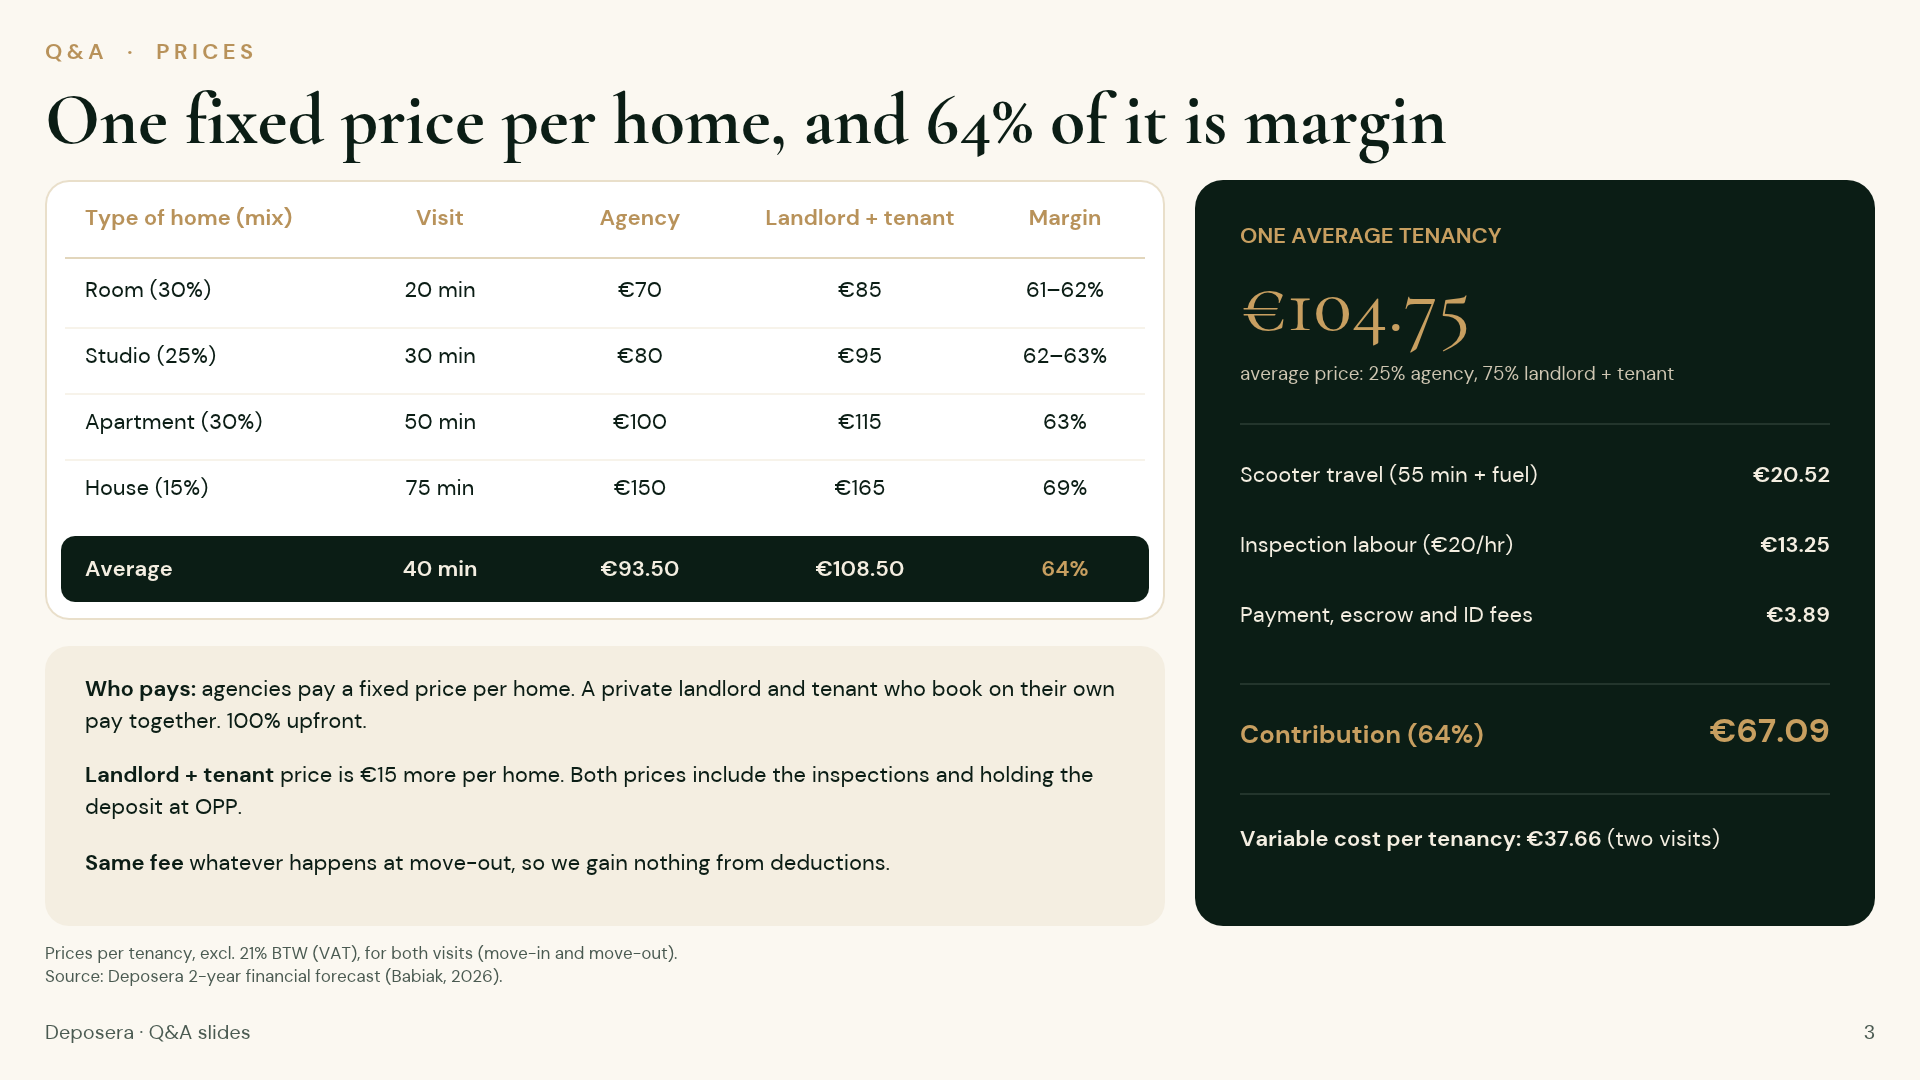 Q&A · PRICES
One fixed price per home, and 64% of it is margin
Type of home (mix) Visit Agency Landlord + tenant Margin
Room (30%) 20 min €70 €85 61–62%
Studio (25%) 30 min €80 €95 62–63%
Apartment (30%) 50 min €100 €115 63%
House (15%) 75 min €150 €165 69%
Average 40 min €93.50 €108.50 64%
Who pays: agencies pay a fixed price per home. A private landlord and tenant who book on their own
pay together. 100% upfront.
Landlord + tenant price is €15 more per home. Both prices include the inspections and holding the
deposit at OPP.
Same fee whatever happens at move-out, so we gain nothing from deductions.
ONE AVERAGE TENANCY
€104.75
average price: 25% agency, 75% landlord + tenant
Scooter travel (55 min + fuel) €20.52
Inspection labour (€20/hr) €13.25
Payment, escrow and ID fees €3.89
Contribution (64%) €67.09
Variable cost per tenancy: €37.66 (two visits)
Prices per tenancy, excl. 21% BTW (VAT), for both visits (move-in and move-out).
Source: Deposera 2-year financial forecast (Babiak, 2026).
Deposera · Q&A slides 3